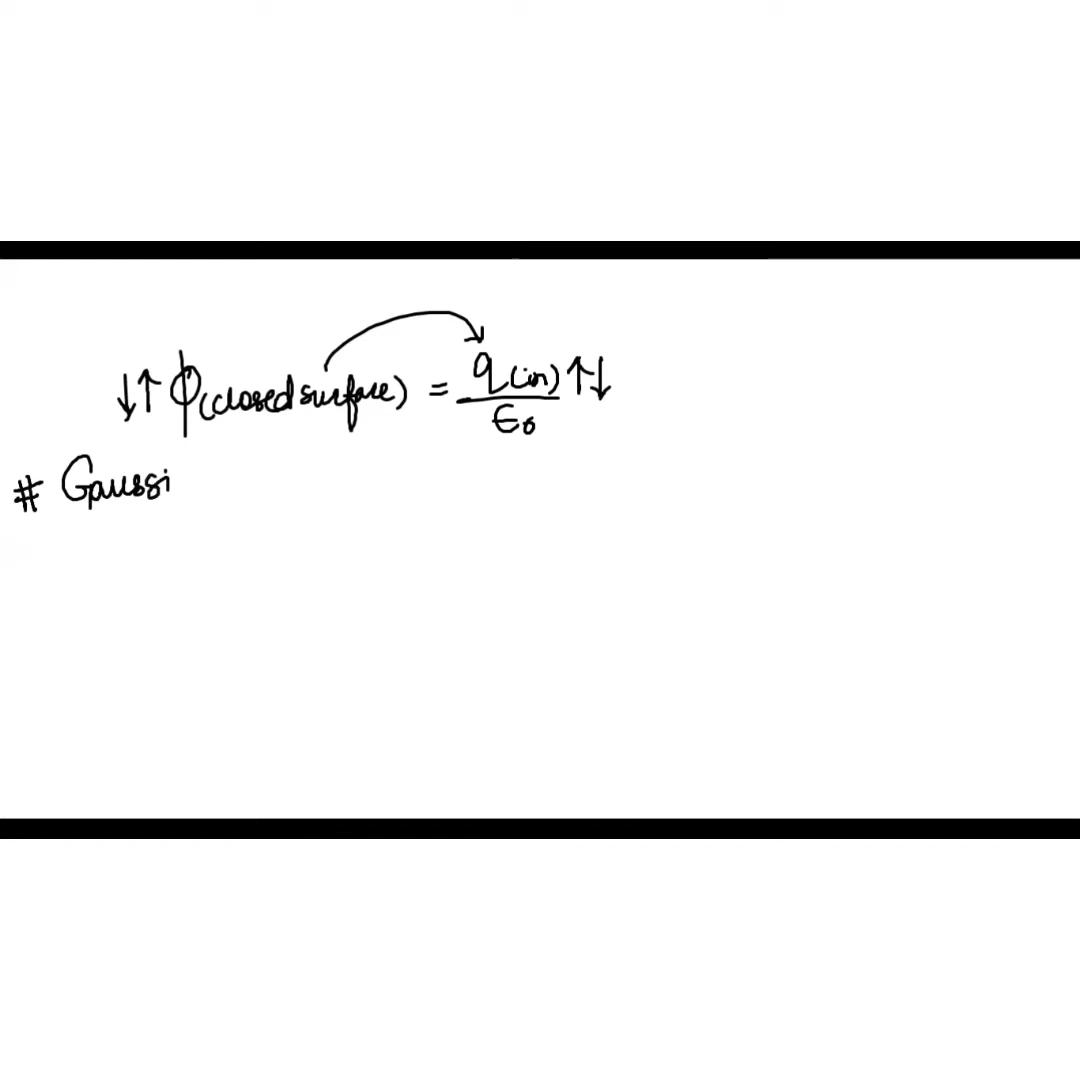 ↓↑ ϕ(closed surface) = q(in)/ε₀ ↑↓
# Gaussi